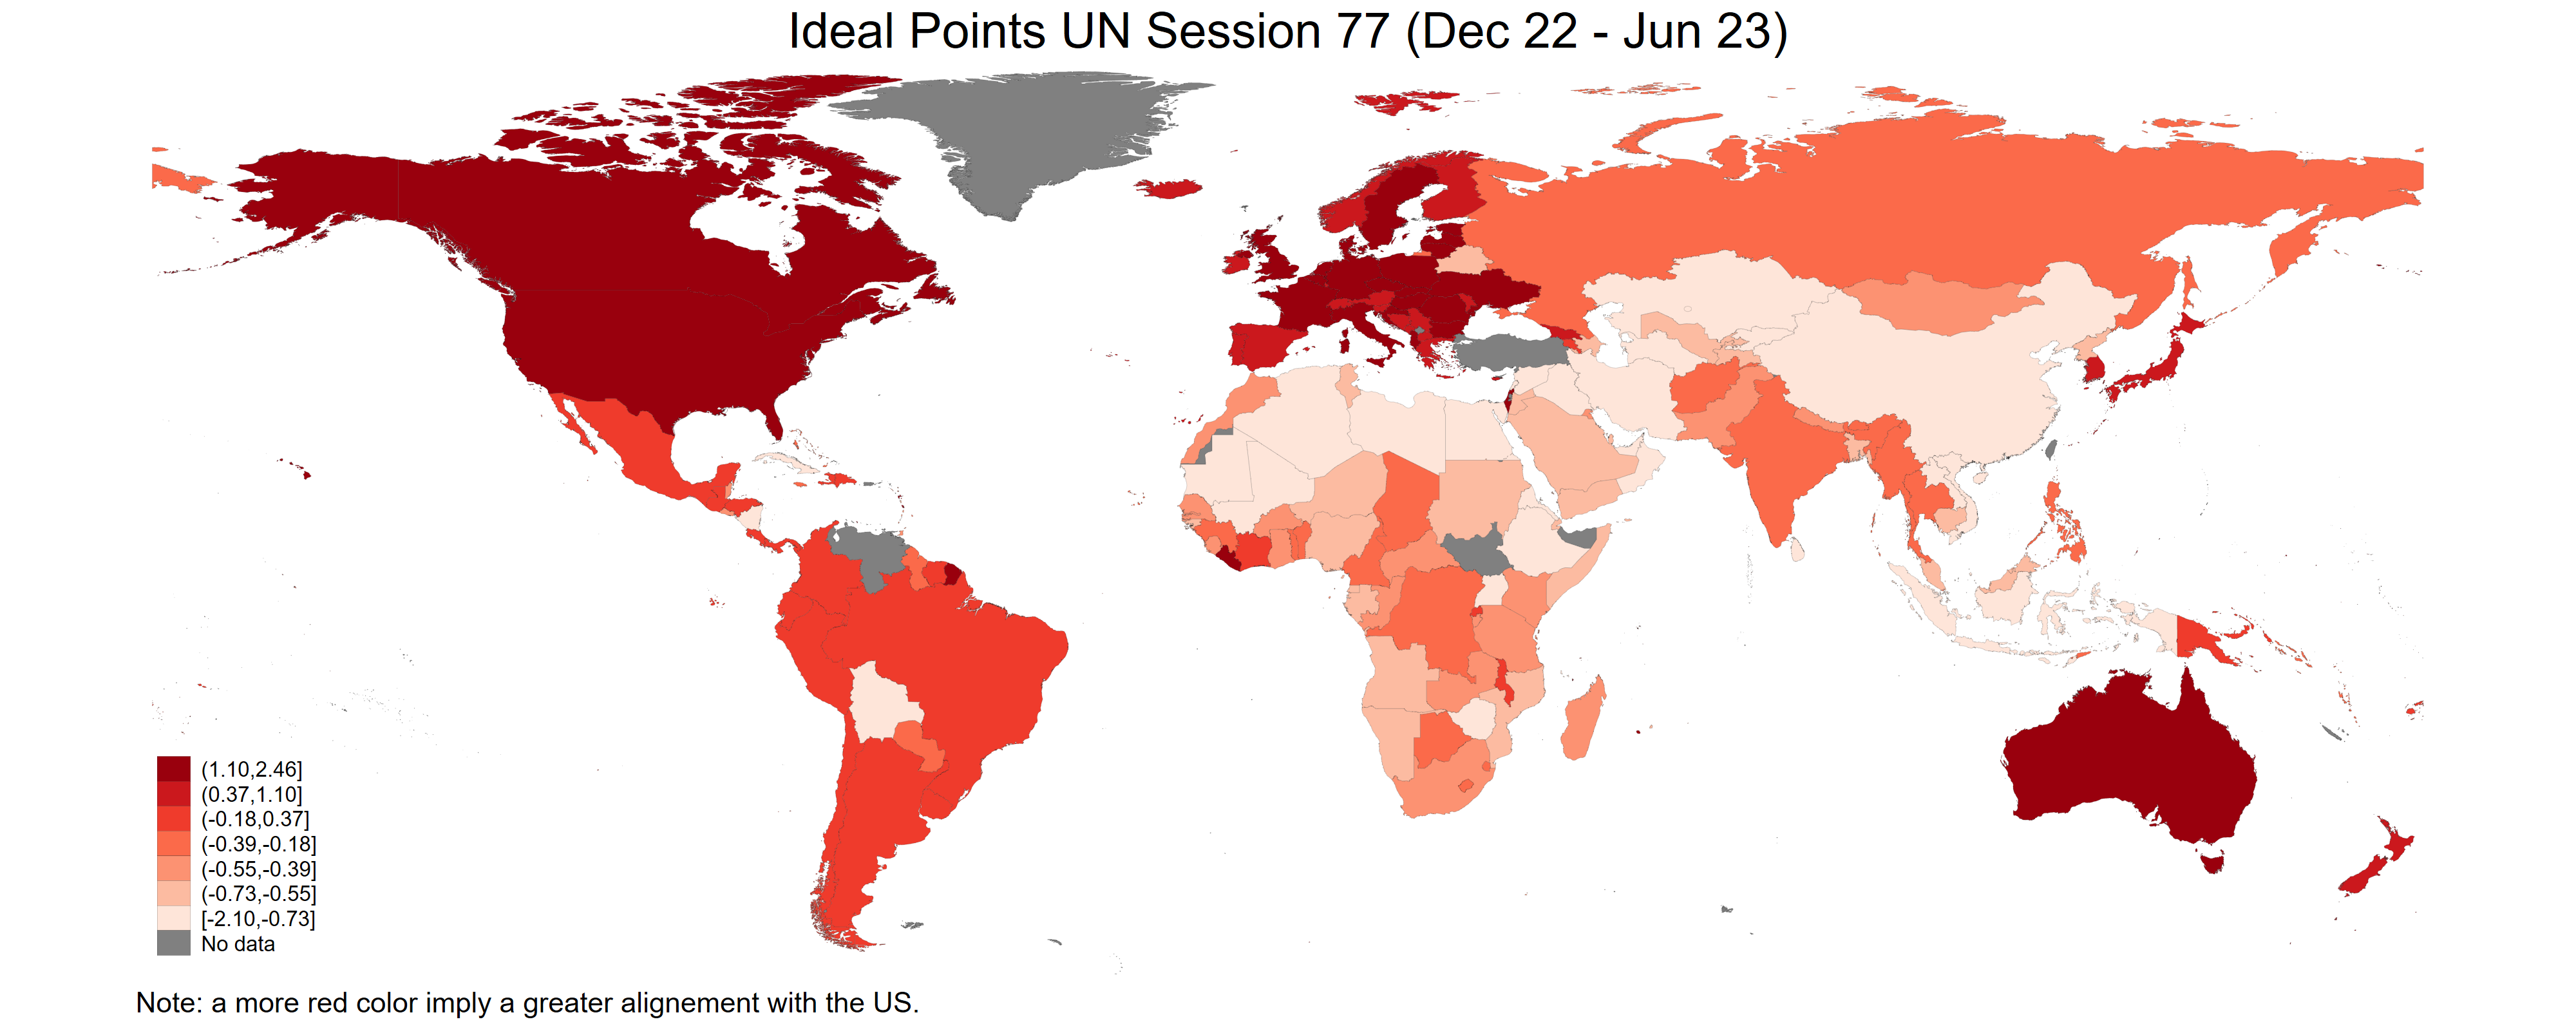 Ideal Points UN Session 77 (Dec 22 - Jun 23)
(1.10,2.46]
(0.37,1.10]
(-0.18,0.37]
(-0.39,-0.18]
(-0.55,-0.39]
(-0.73,-0.55]
[-2.10,-0.73]
No data
Note: a more red color imply a greater alignement with the US.